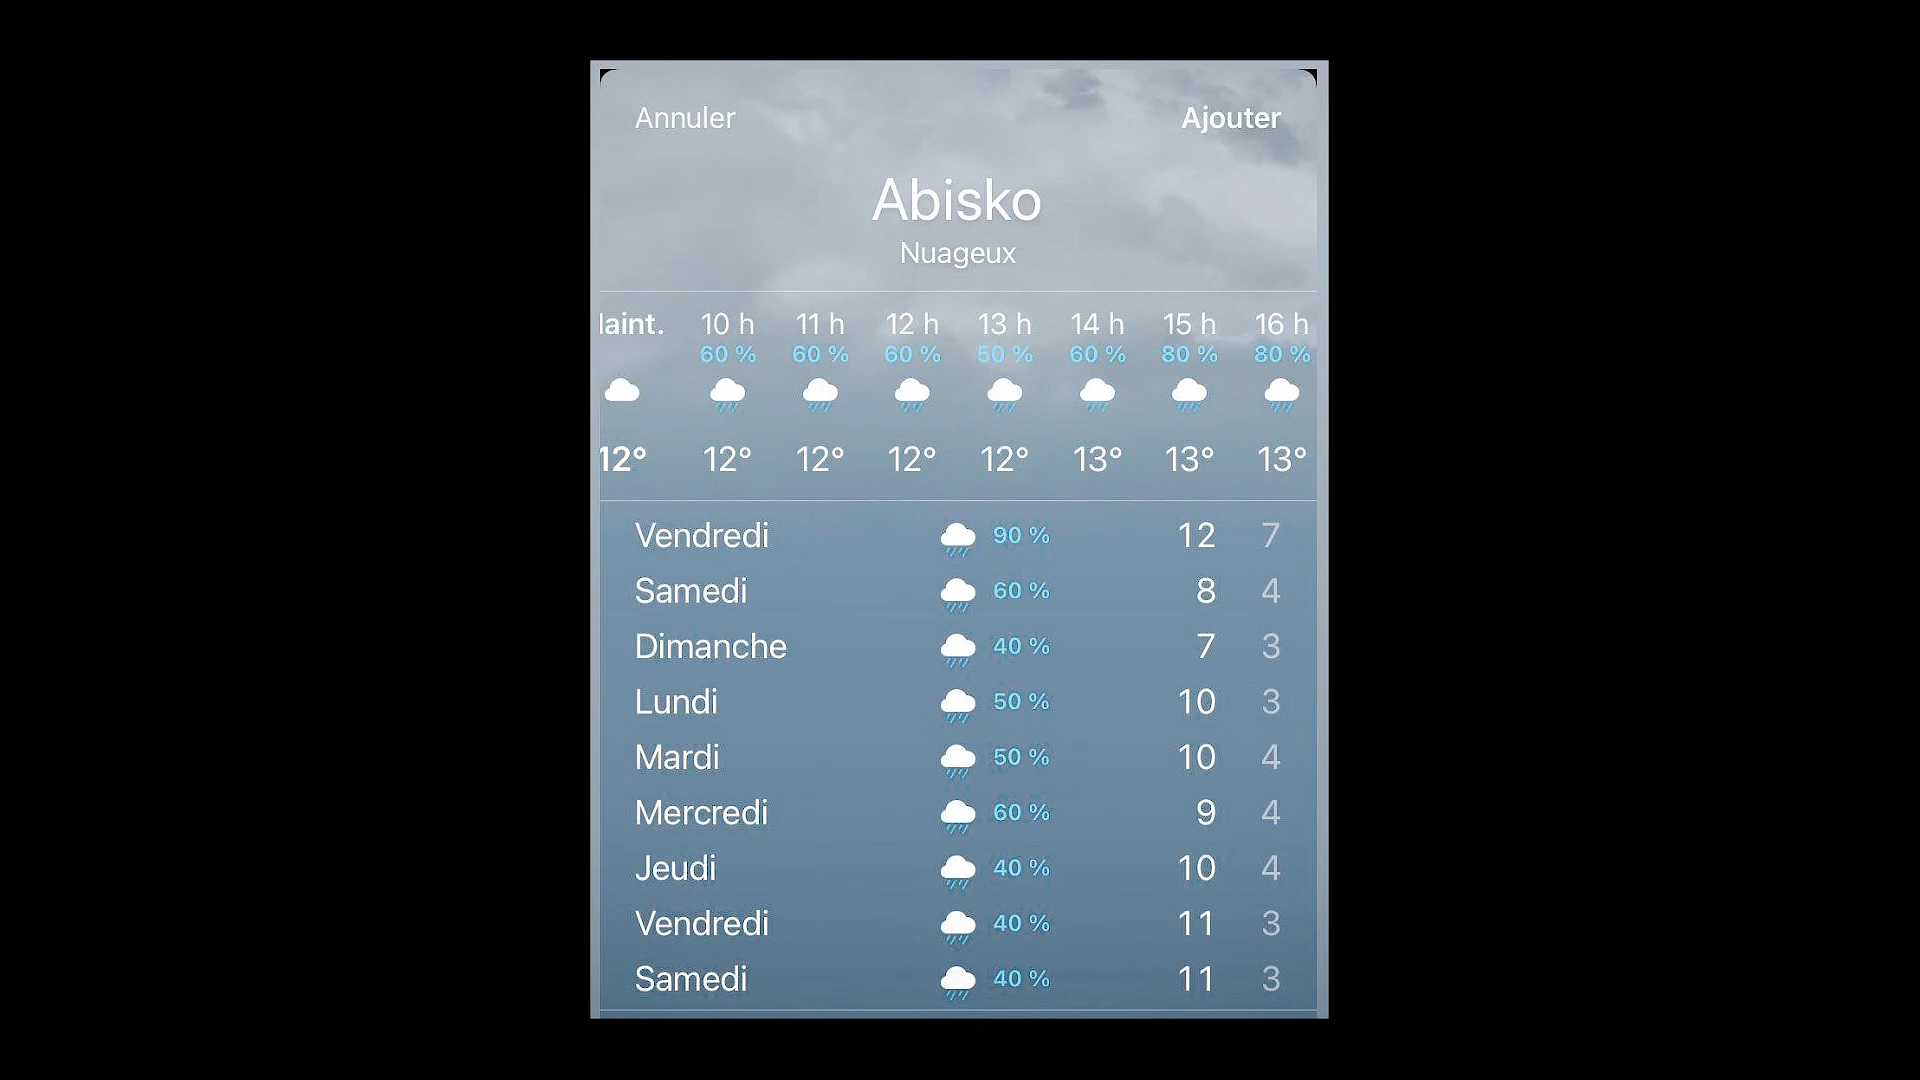 Annuler Ajouter
Abisko
Nuageux
laint. 10 h 11 h 12 h 13 h 14 h 15 h 16 h
60 % 60 % 60 % 50 % 60 % 80 % 80 %
12° 12° 12° 12° 12° 13° 13° 13°
Vendredi 90 % 12 7
Samedi 60 % 8 4
Dimanche 40 % 7 3
Lundi 50 % 10 3
Mardi 50 % 10 4
Mercredi 60 % 9 4
Jeudi 40 % 10 4
Vendredi 40 % 11 3
Samedi 40 % 11 3